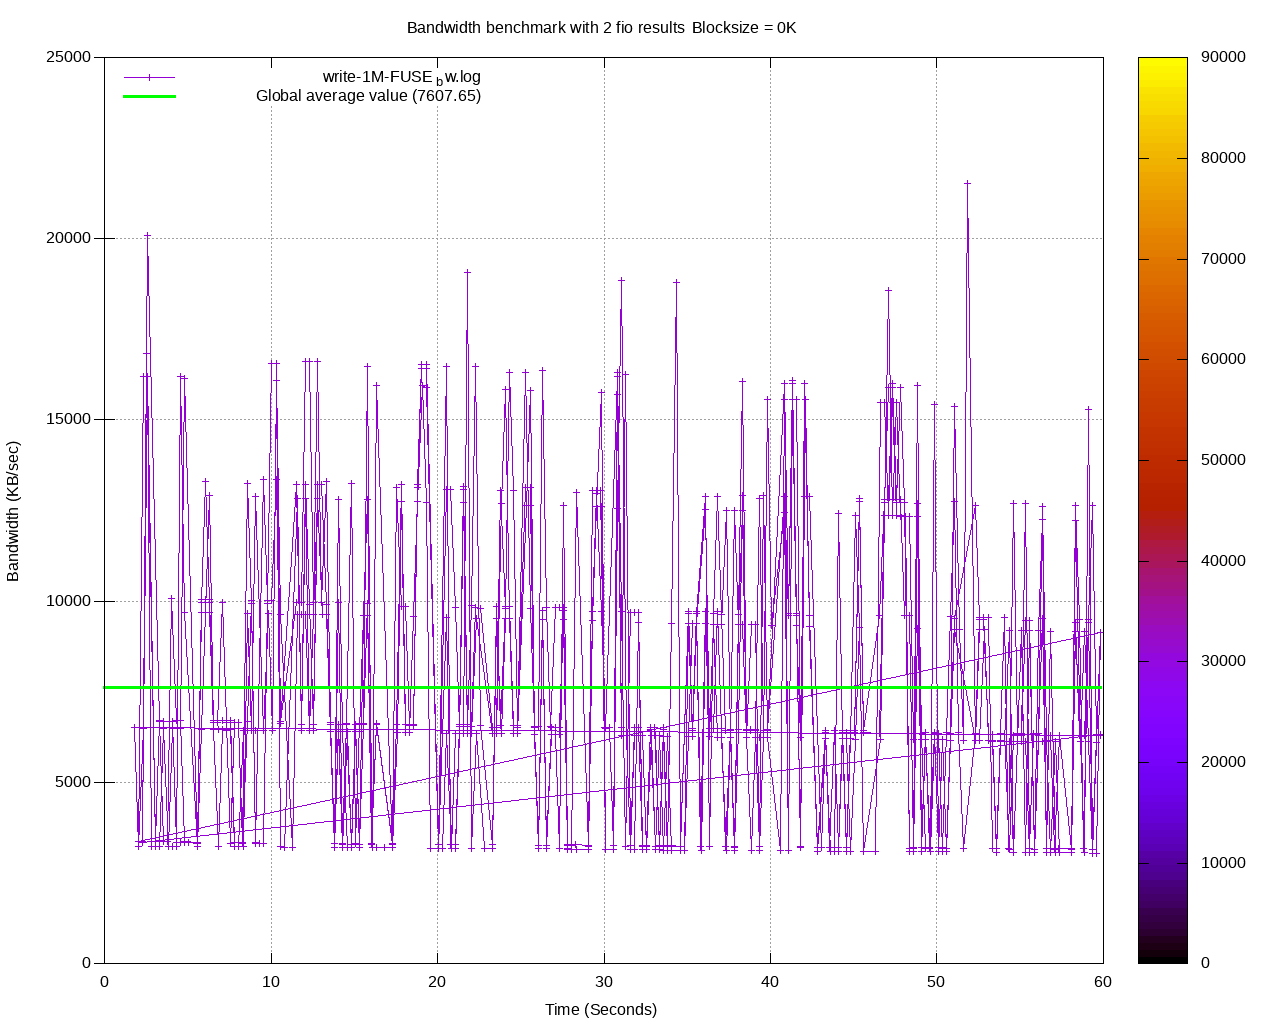 Bandwidth benchmark with 2 fio results Blocksize = 0K
25000
20000
15000
10000
5000
0
Bandwidth (KB/sec)
write-1M-FUSE_bw.log
Global average value (7607.65)
0 10 20 30 40 50 60
Time (Seconds)
90000
80000
70000
60000
50000
40000
30000
20000
10000
0